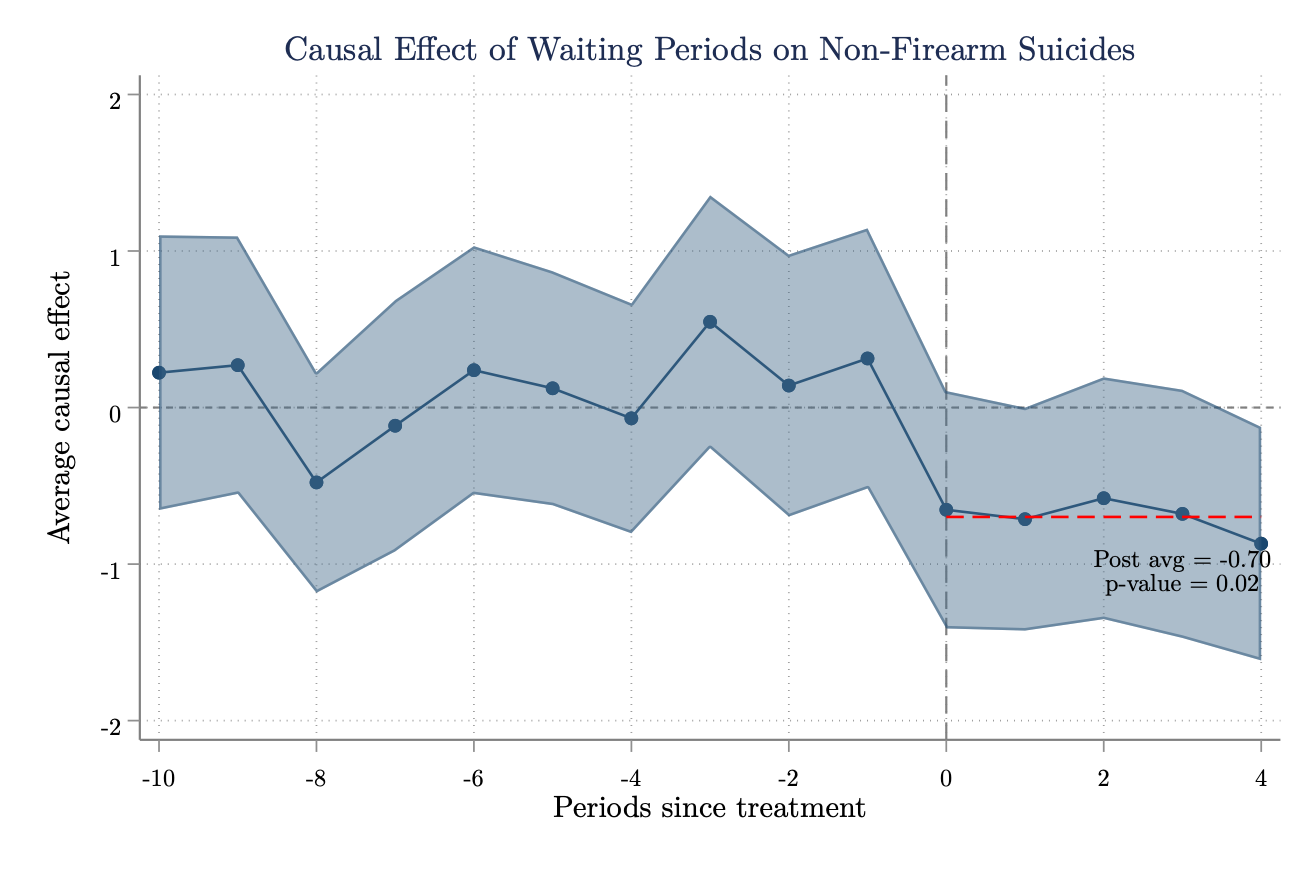 Causal Effect of Waiting Periods on Non-Firearm Suicides
Average causal effect
2
1
0
-1
-2
Post avg = -0.70
p-value = 0.02
-10 -8 -6 -4 -2 0 2 4
Periods since treatment